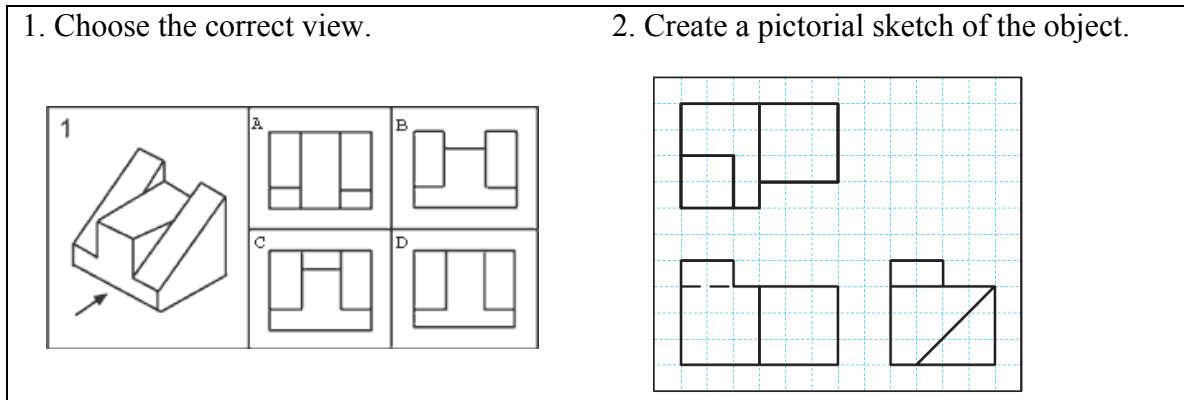 1. Choose the correct view.
2. Create a pictorial sketch of the object.
1
A
B
C
D